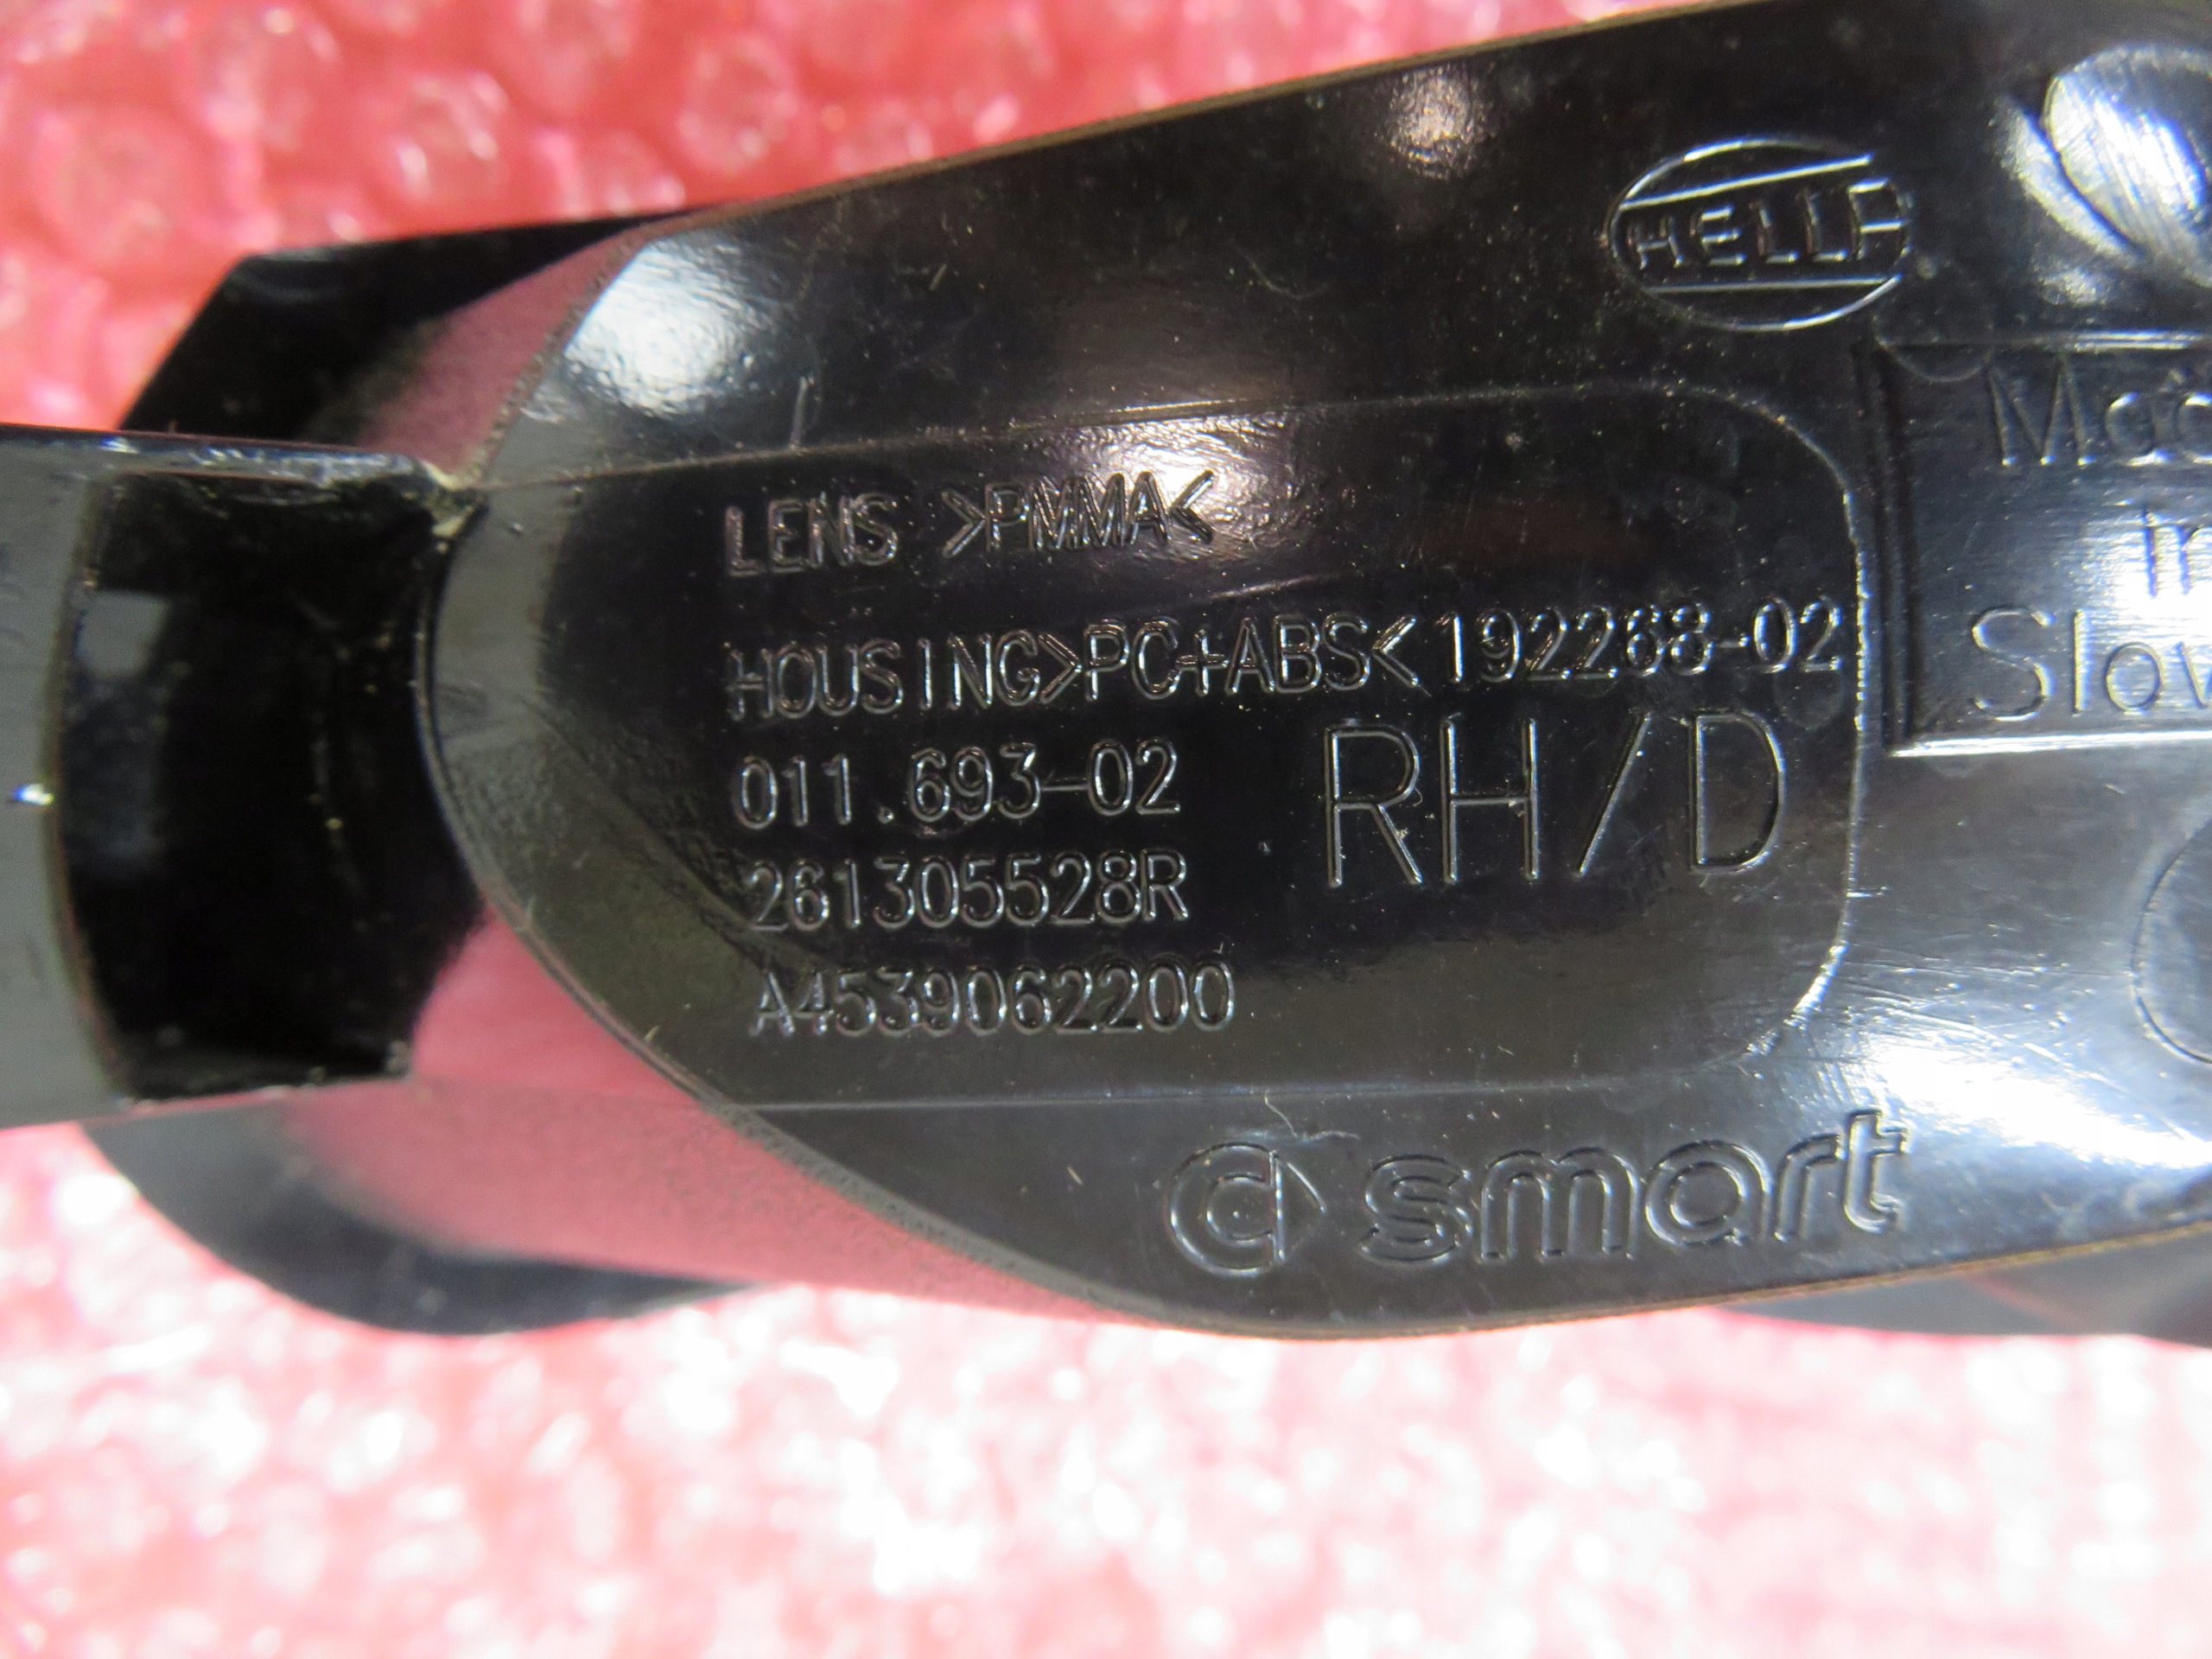 HELLA
LENS >PMMA<
HOUSING>PC+ABS<192268-02
011.693-02
RH/D
261305528R
A4539062200
smart